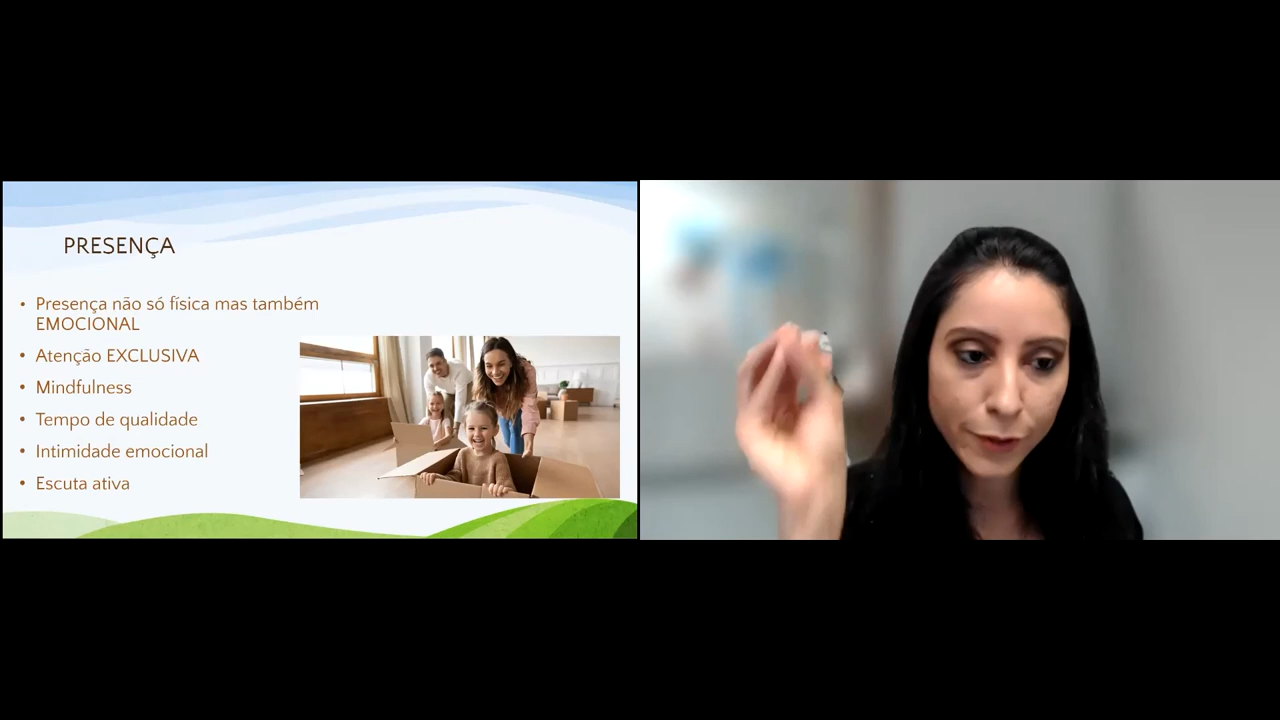 PRESENÇA
• Presença não só física mas também
EMOCIONAL
• Atenção EXCLUSIVA
• Mindfulness
• Tempo de qualidade
• Intimidade emocional
• Escuta ativa